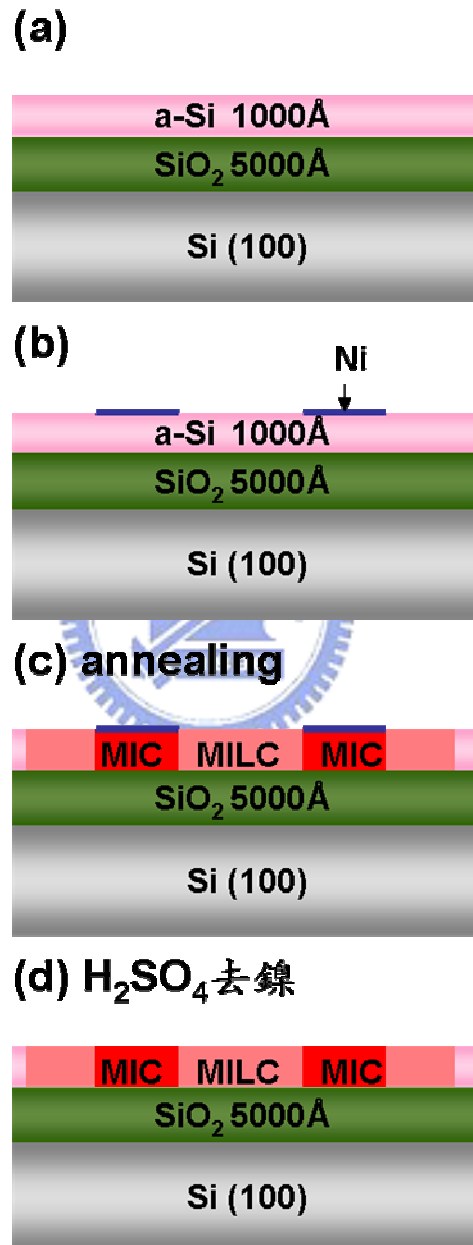 (a)
a-Si 1000Å
SiO₂ 5000Å
Si (100)
(b)
Ni
a-Si 1000Å
SiO₂ 5000Å
Si (100)
(c) annealing
MIC MILC MIC
SiO₂ 5000Å
Si (100)
(d) H₂SO₄去鎳
MIC MILC MIC
SiO₂ 5000Å
Si (100)